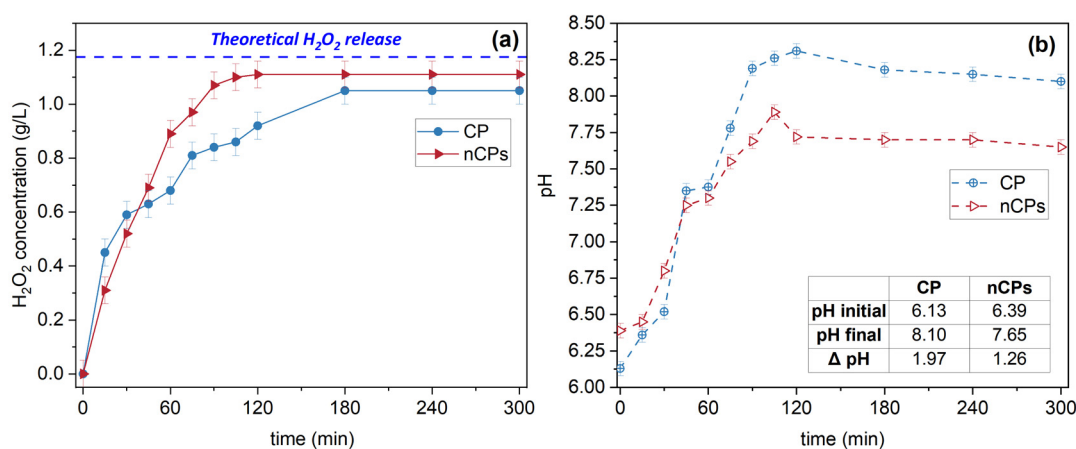 Theoretical H₂O₂ release
(a)
CP
nCPs
H₂O₂ concentration (g/L)
1.2
1.0
0.8
0.6
0.4
0.2
0.0
0 60 120 180 240 300
time (min)
(b)
CP
nCPs
pH
8.50
8.25
8.00
7.75
7.50
7.25
6.75
6.50
6.25
6.00
CP nCPs
pH initial 6.13 6.39
pH final 8.10 7.65
Δ pH 1.97 1.26
0 60 120 180 240 300
time (min)